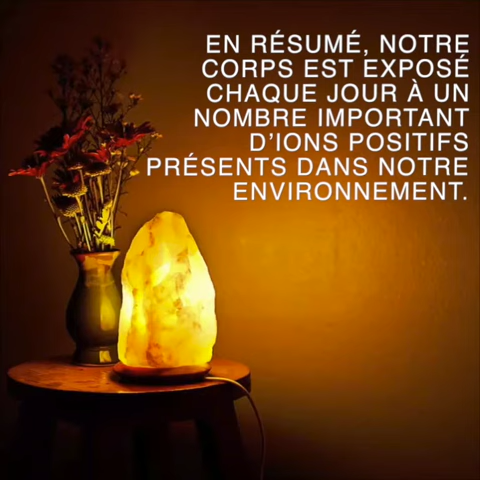 EN RÉSUMÉ, NOTRE
CORPS EST EXPOSÉ
CHAQUE JOUR À UN
NOMBRE IMPORTANT
D'IONS POSITIFS
PRÉSENTS DANS NOTRE
ENVIRONNEMENT.